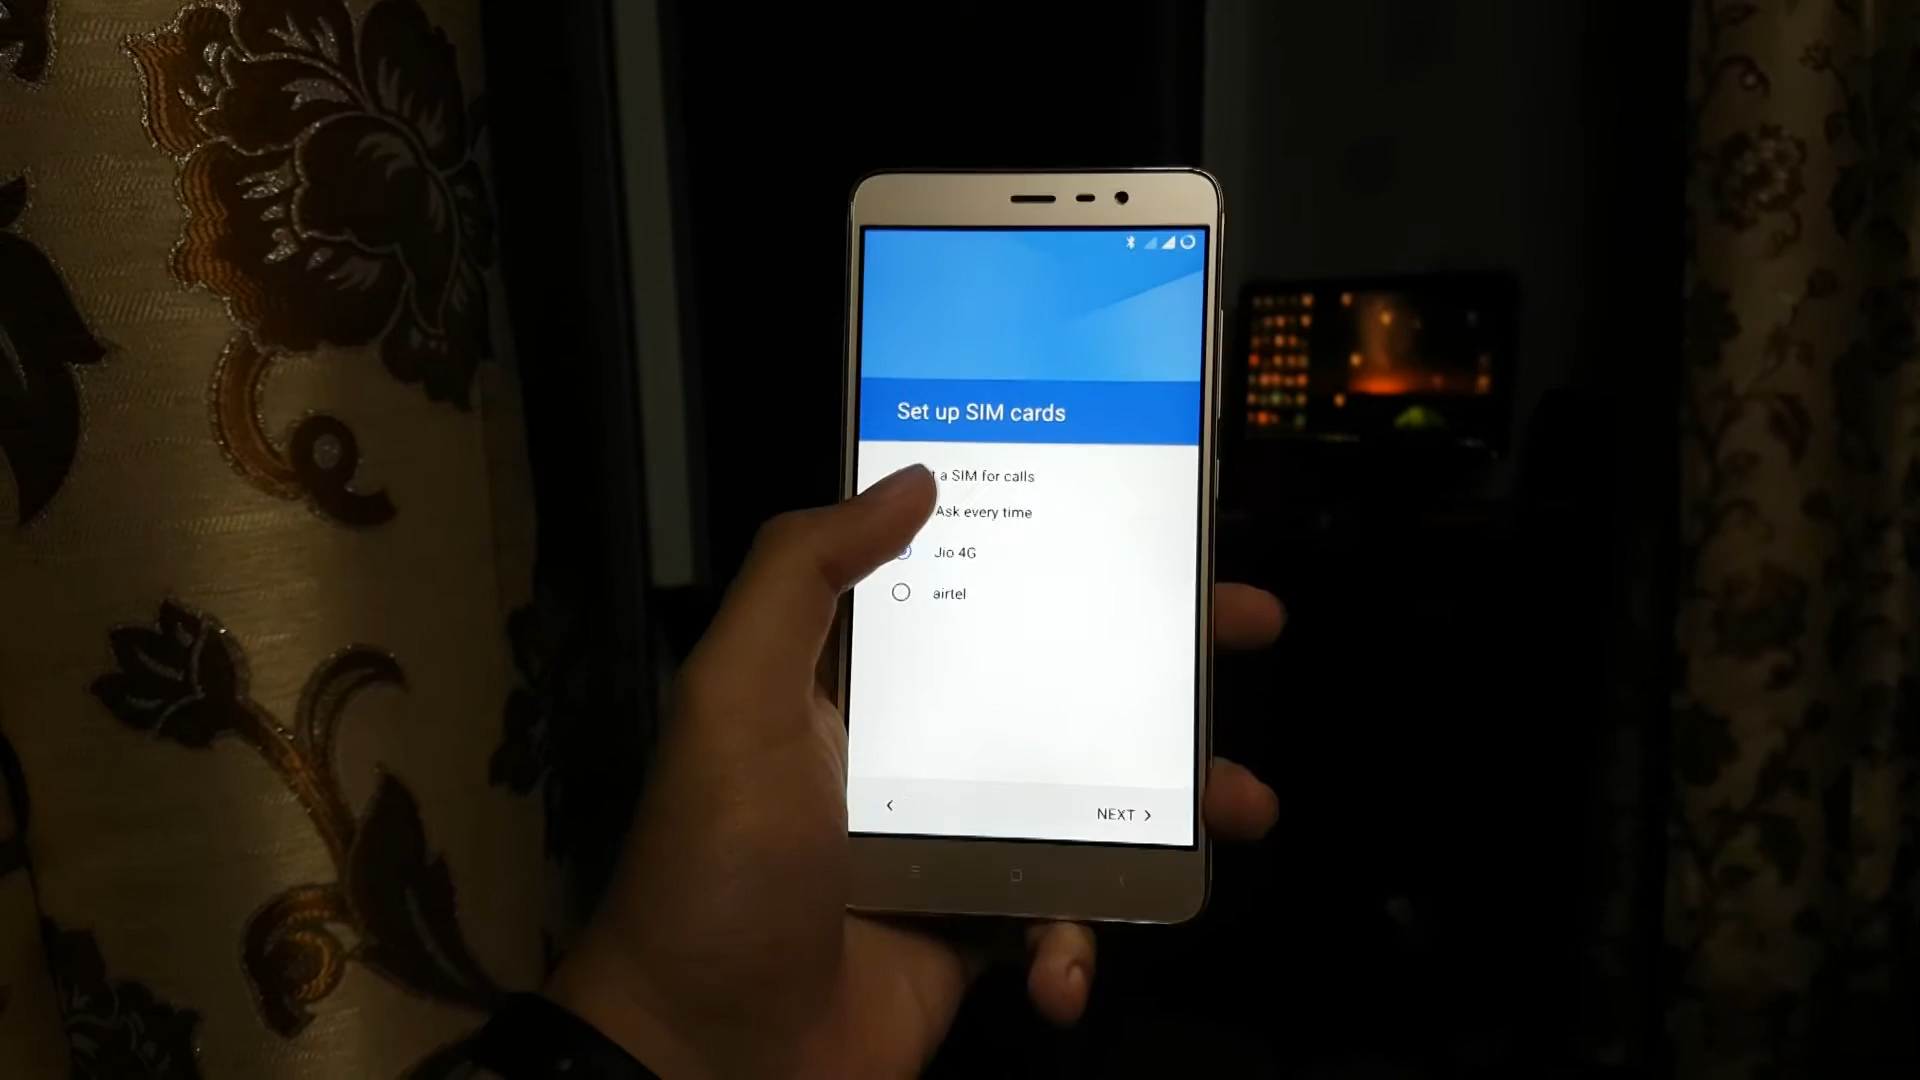 Set up SIM cards
a SIM for calls
Ask every time
Jio 4G
airtel
NEXT